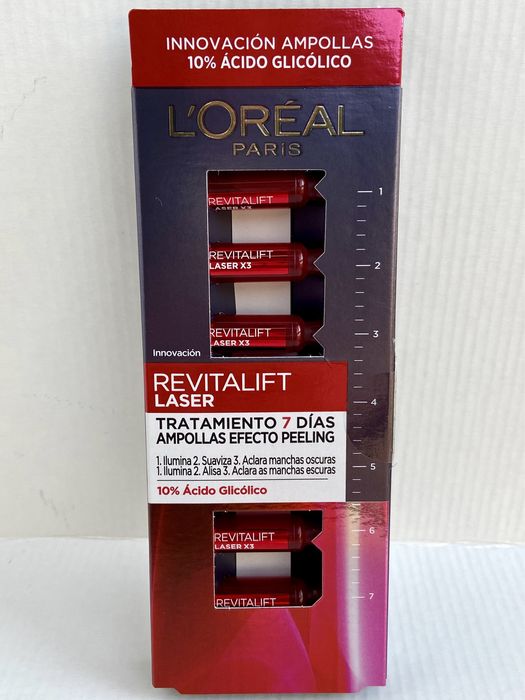 INNOVACIÓN AMPOLLAS
10% ÁCIDO GLICÓLICO
L'ORÉAL
PARIS
REVITALIFT
LASER X3
1
REVITALIFT
LASER X3
2
REVITALIFT
LASER X3
3
Innovación
REVITALIFT
LASER
4
TRATAMIENTO 7 DÍAS
AMPOLLAS EFECTO PEELING
1. Ilumina 2. Suaviza 3. Aclara manchas oscuras
1. Ilumina 2. Alisa 3. Aclara as manchas escuras
5
10% Ácido Glicólico
REVITALIFT
LASER X3
6
REVITALIFT
7